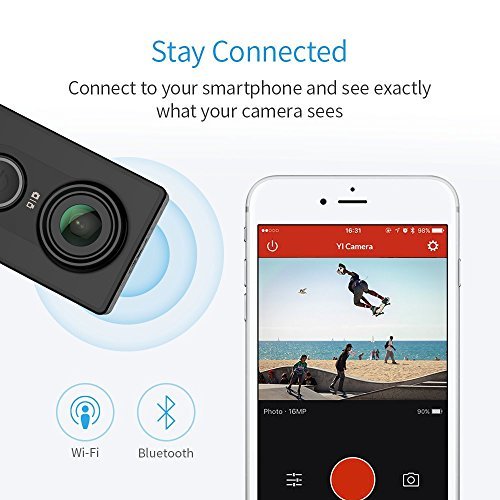 Stay Connected
Connect to your smartphone and see exactly
what your camera sees
16:31
98%
YI Camera
Photo · 16MP
90%
Wi-Fi
Bluetooth